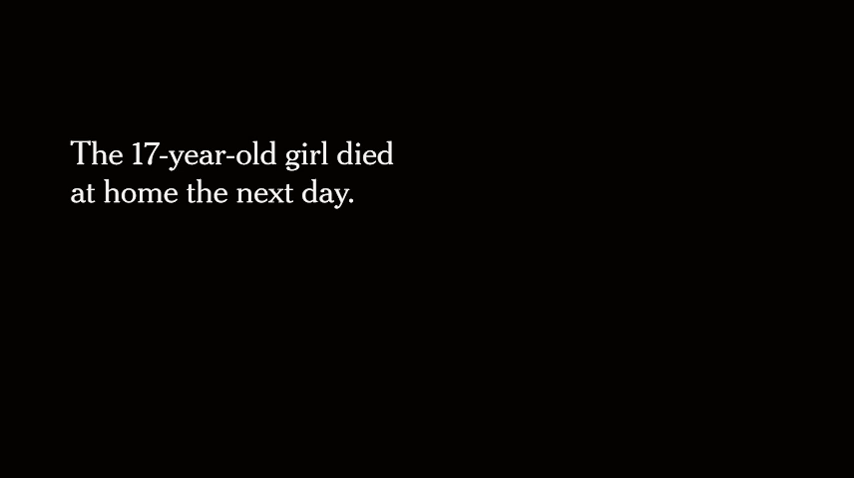 The 17-year-old girl died
at home the next day.